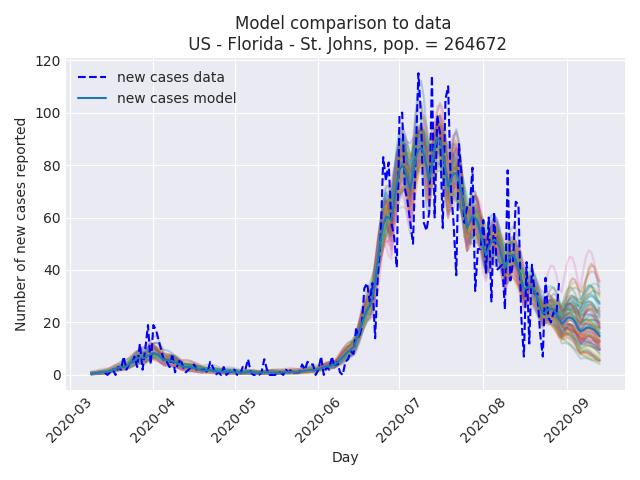 Model comparison to data
US - Florida - St. Johns, pop. = 264672
120
100
80
60
40
20
0
Number of new cases reported
new cases data
new cases model
2020-03
2020-04
2020-05
2020-06
2020-07
2020-08
2020-09
Day